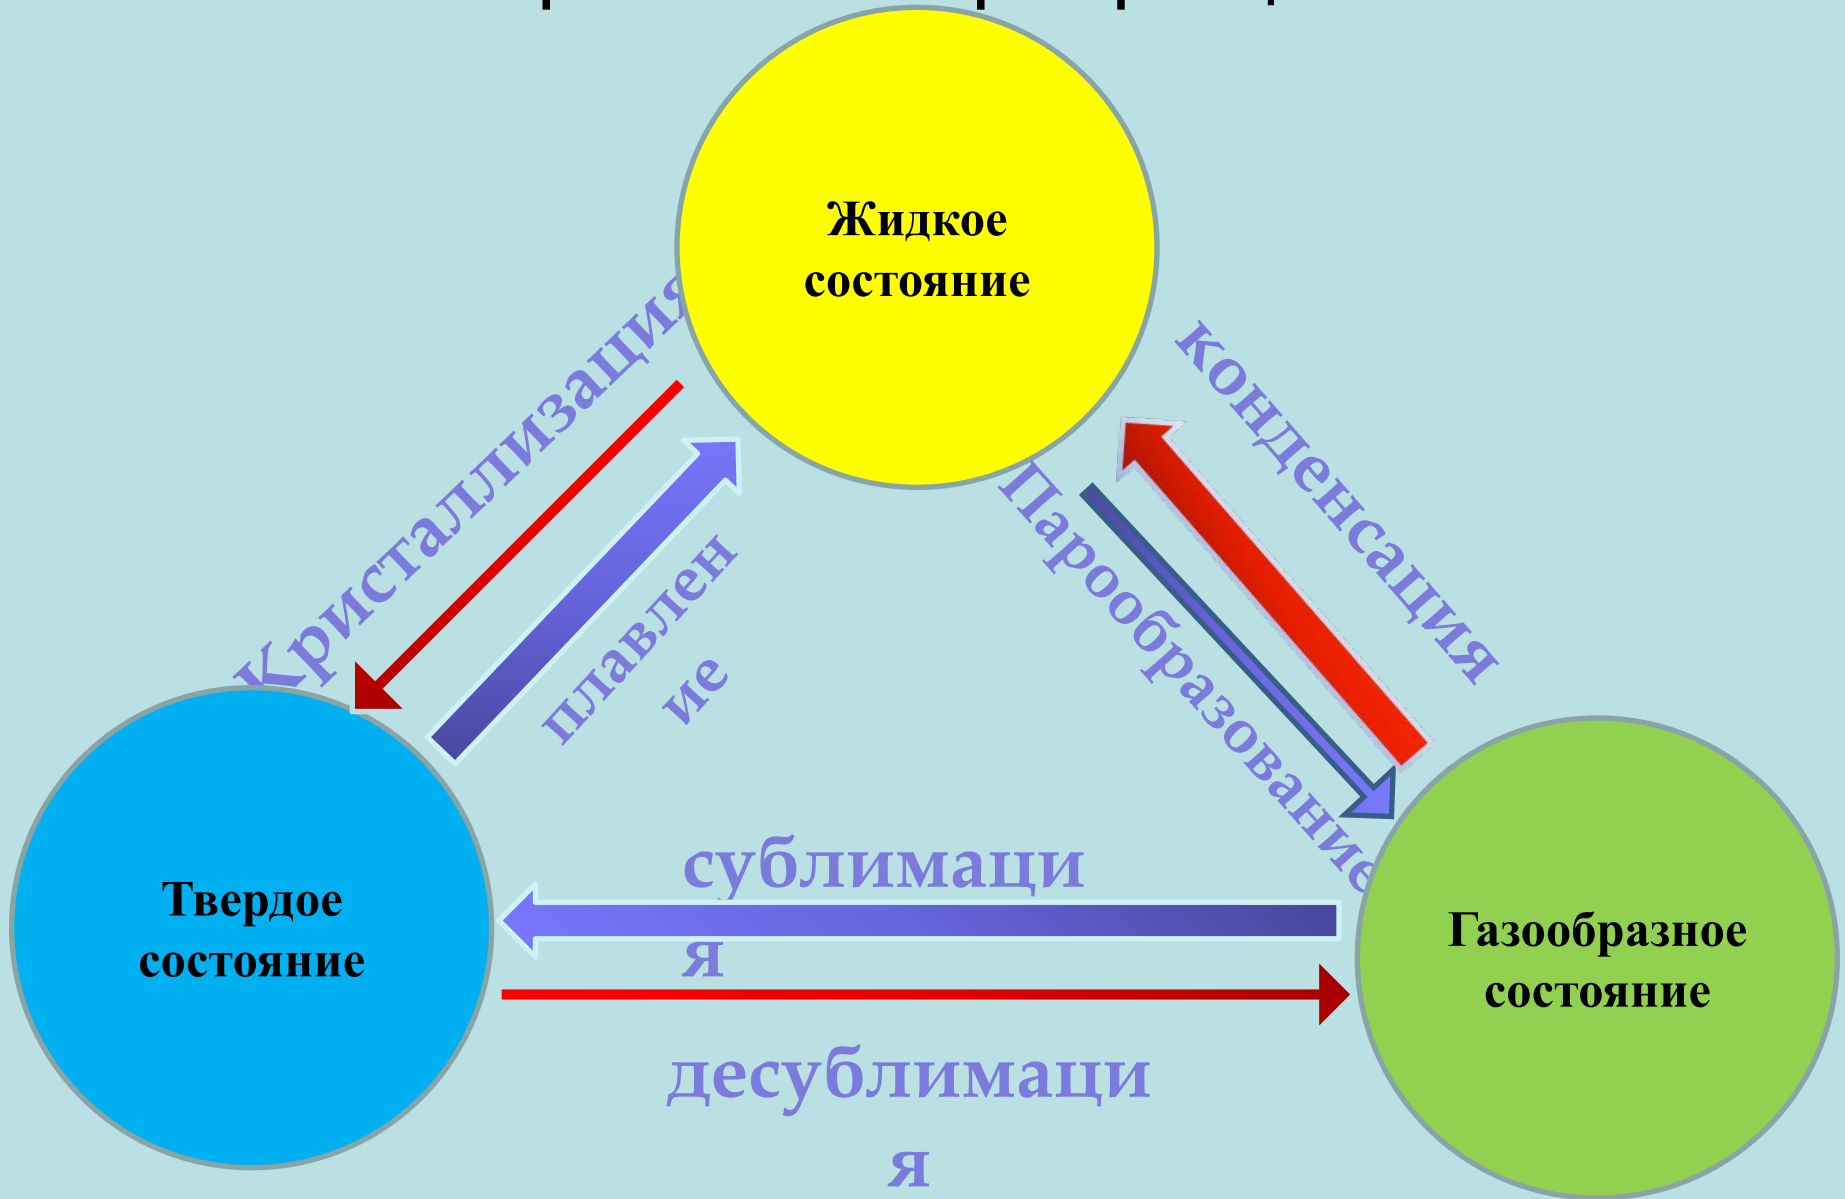 Жидкое
состояние
Кристаллизация
конденсация
плавлен
ие
Парообразование
сублимаци
я
Твердое
состояние
Газообразное
состояние
десублимаци
я